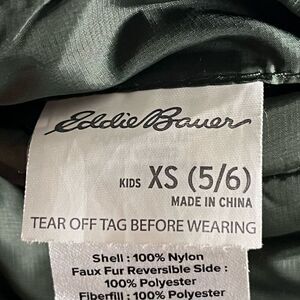 Eddie Bauer
KIDS XS (5/6)
MADE IN CHINA
TEAR OFF TAG BEFORE WEARING
Shell : 100% Nylon
Faux Fur Reversible Side :
100% Polyester
Fiberfill : 100% Polyester